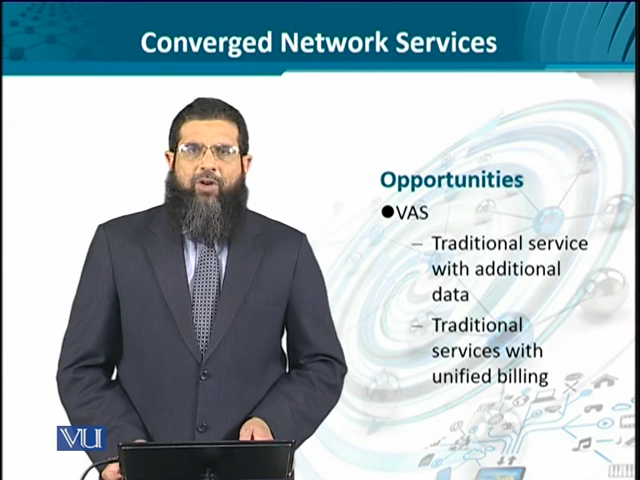 Converged Network Services
Opportunities
●VAS
– Traditional service
with additional
data
– Traditional
services with
unified billing
VU